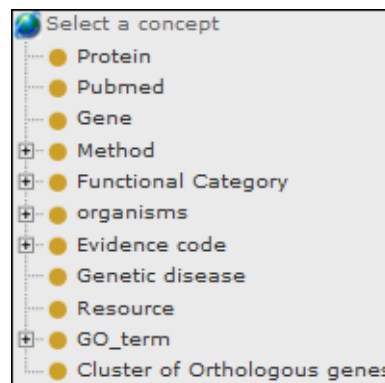 Select a concept
Protein
Pubmed
Gene
Method
Functional Category
organisms
Evidence code
Genetic disease
Resource
GO_term
Cluster of Orthologous genes